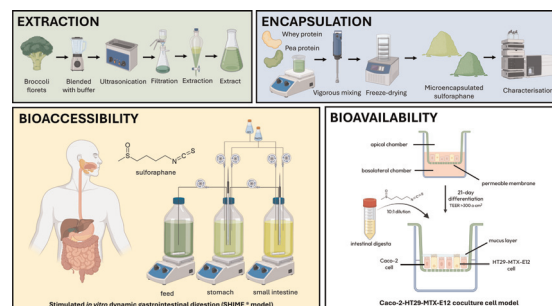 EXTRACTION
Broccoli
florets
Blended
with buffer
Ultrasonication
Filtration
Extraction
Extract
ENCAPSULATION
Whey protein
Pea protein
Vigorous mixing
Freeze-drying
Microencapsulated
sulforaphane
Characterisation
BIOACCESSIBILITY
sulforaphane
feed
stomach
small intestine
Stimulated in vitro dynamic gastrointestinal digestion (SHIME ® model)
BIOAVAILABILITY
apical chamber
basolateral chamber
permeable membrane
21-day
differentiation
10:1 dilution
intestinal digesta
mucus layer
Caco-2
cell
HT29-MTX-E12
cell
Caco-2-HT29-MTX-E12 coculture cell model